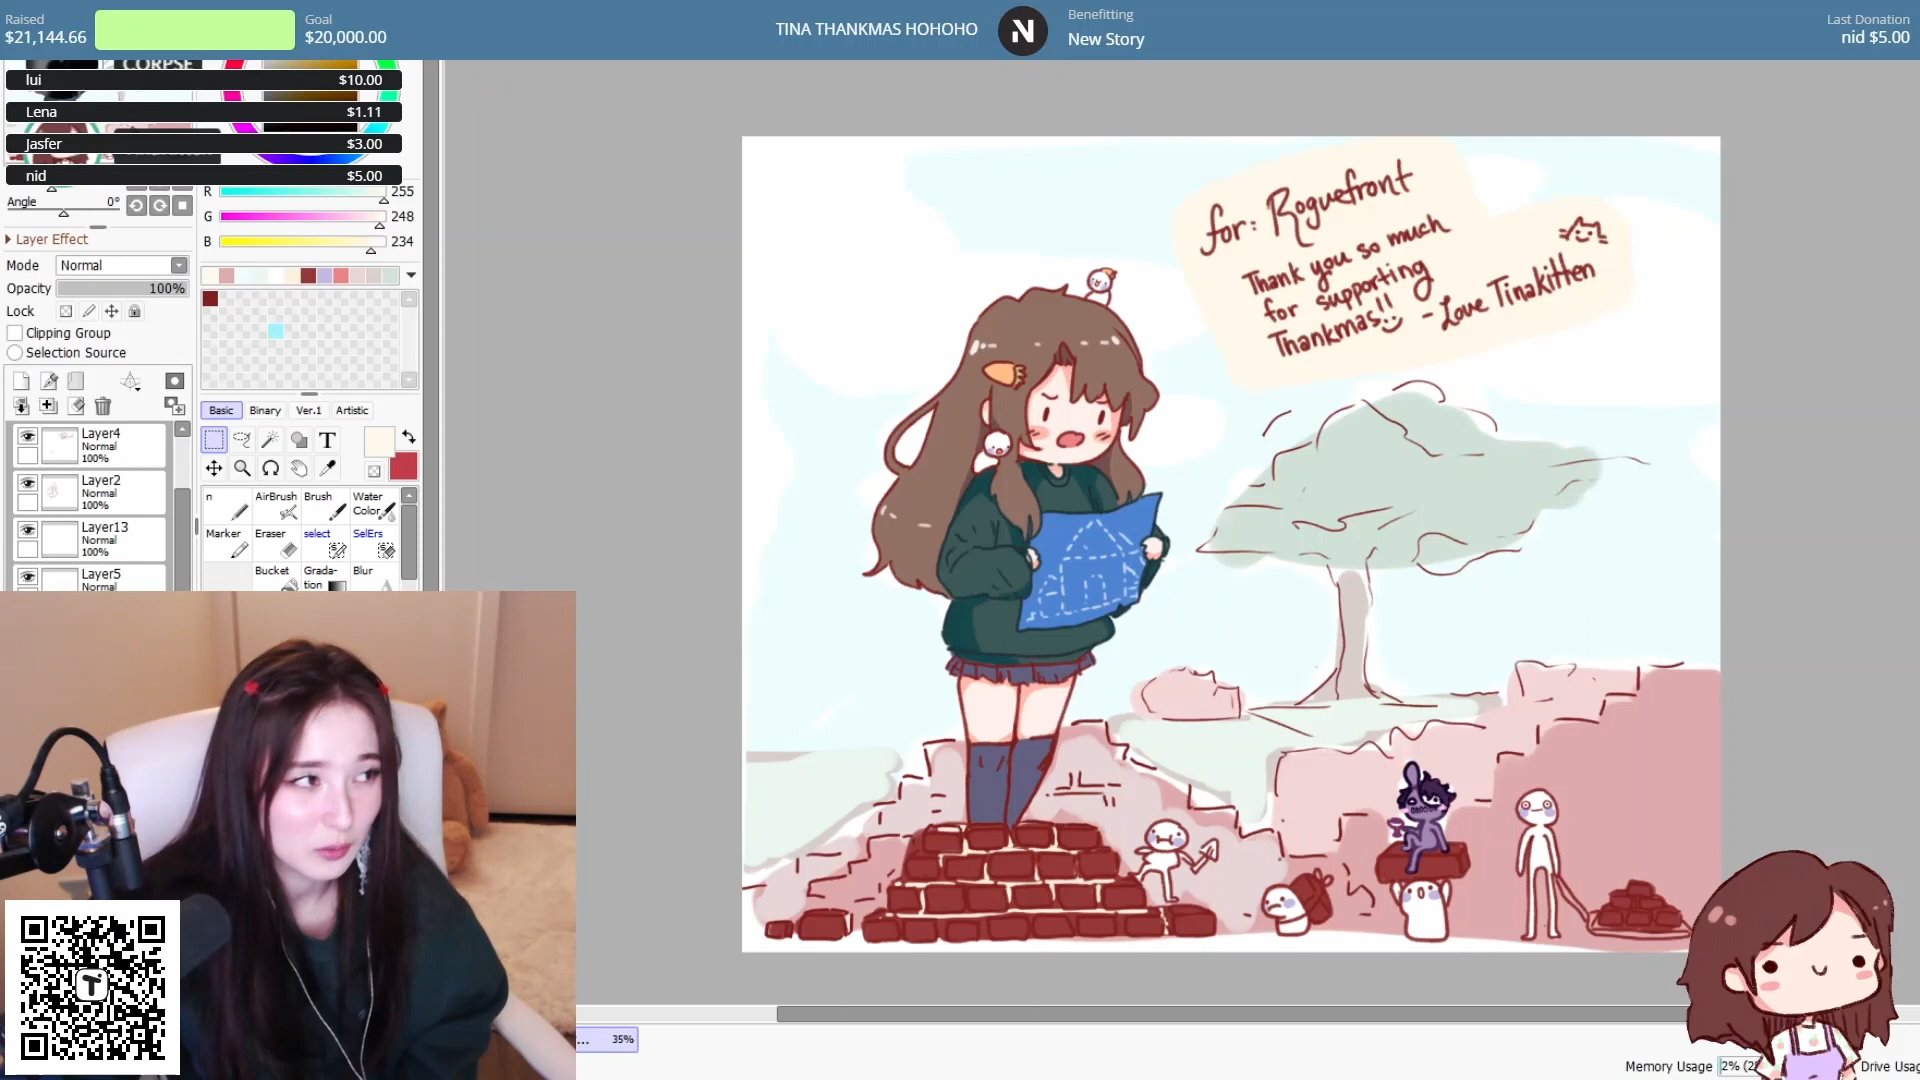 Raised
$21,144.66
Goal
$20,000.00
TINA THANKMAS HOHOHO
N
Benefitting
New Story
Last Donation
nid $5.00
CORPSE
lui $10.00
Lena $1.11
Jasfer $3.00
nid $5.00
Angle 0°
R 255
G 248
B 234
Layer Effect
Mode Normal
Opacity 100%
Lock
Clipping Group
Selection Source
Basic Binary Ver.1 Artistic
T
Layer4
Normal
100%
Layer2
Normal
100%
Layer13
Normal
100%
Layer5
Normal
n AirBrush Brush Water Color
Marker Eraser select SelErs
Bucket Grada-tion Blur
for: Roguefront
Thank you so much
for supporting
Thankmas!!
- Love Tinakitten
T
... 35%
Memory Usage 2%
Drive Usag